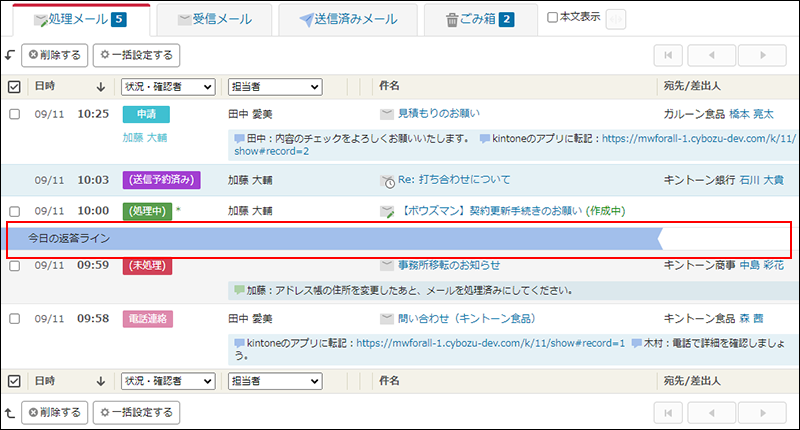 処理メール 5 受信メール 送信済みメール ごみ箱 2 本文表示
削除する 一括設定する
日時 状況・確認者 担当者 件名 宛先/差出人
09/11 10:25 申請 田中 愛美 見積もりのお願い ガルーン食品 橋本 亮太
加藤 大輔 田中：内容のチェックをよろしくお願いいたします。 kintoneのアプリに転記：https://mwforall-1.cybozu-dev.com/k/11/
show#record=2
09/11 10:03 (送信予約済み) 加藤 大輔 Re: 打ち合わせについて キントーン銀行 石川 大貴
09/11 10:00 (処理中) * 加藤 大輔 【ボウズマン】契約更新手続きのお願い (作成中)
今日の返答ライン
09/11 09:59 (未処理) 事務所移転のお知らせ キントーン商事 中島 彩花
加藤：アドレス帳の住所を変更したあと、メールを処理済みにしてください。
09/11 09:58 電話連絡 田中 愛美 問い合わせ（キントーン食品） キントーン食品 森 茜
kintoneのアプリに転記：https://mwforall-1.cybozu-dev.com/k/11/show#record=1 木村：電話で詳細を確認しましょ
う。
日時 状況・確認者 担当者 件名 宛先/差出人
削除する 一括設定する